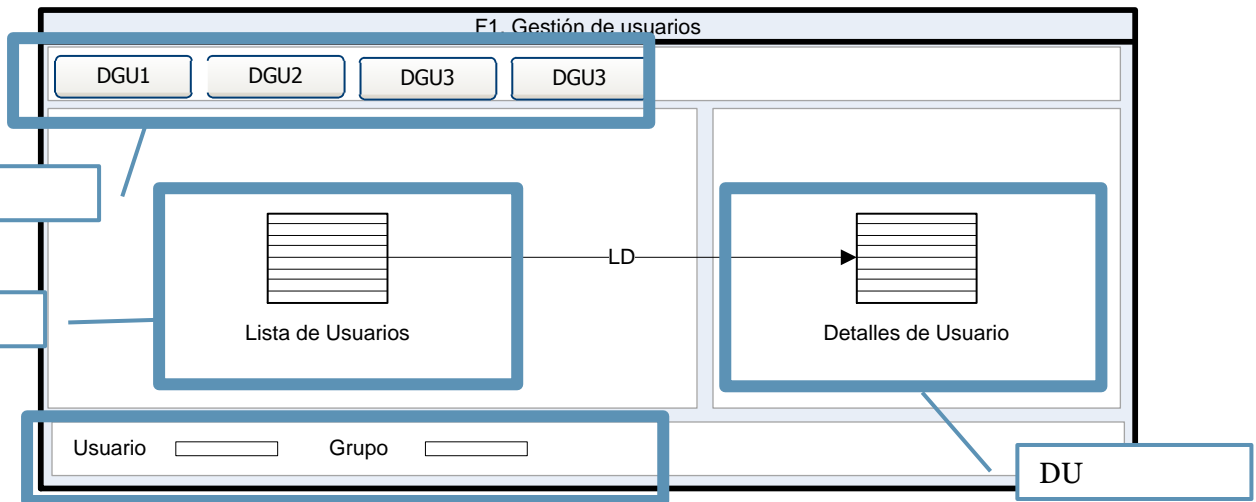 F1. Gestión de usuarios
DGU1 DGU2 DGU3 DGU3
LD
Lista de Usuarios Detalles de Usuario
Usuario Grupo
DU